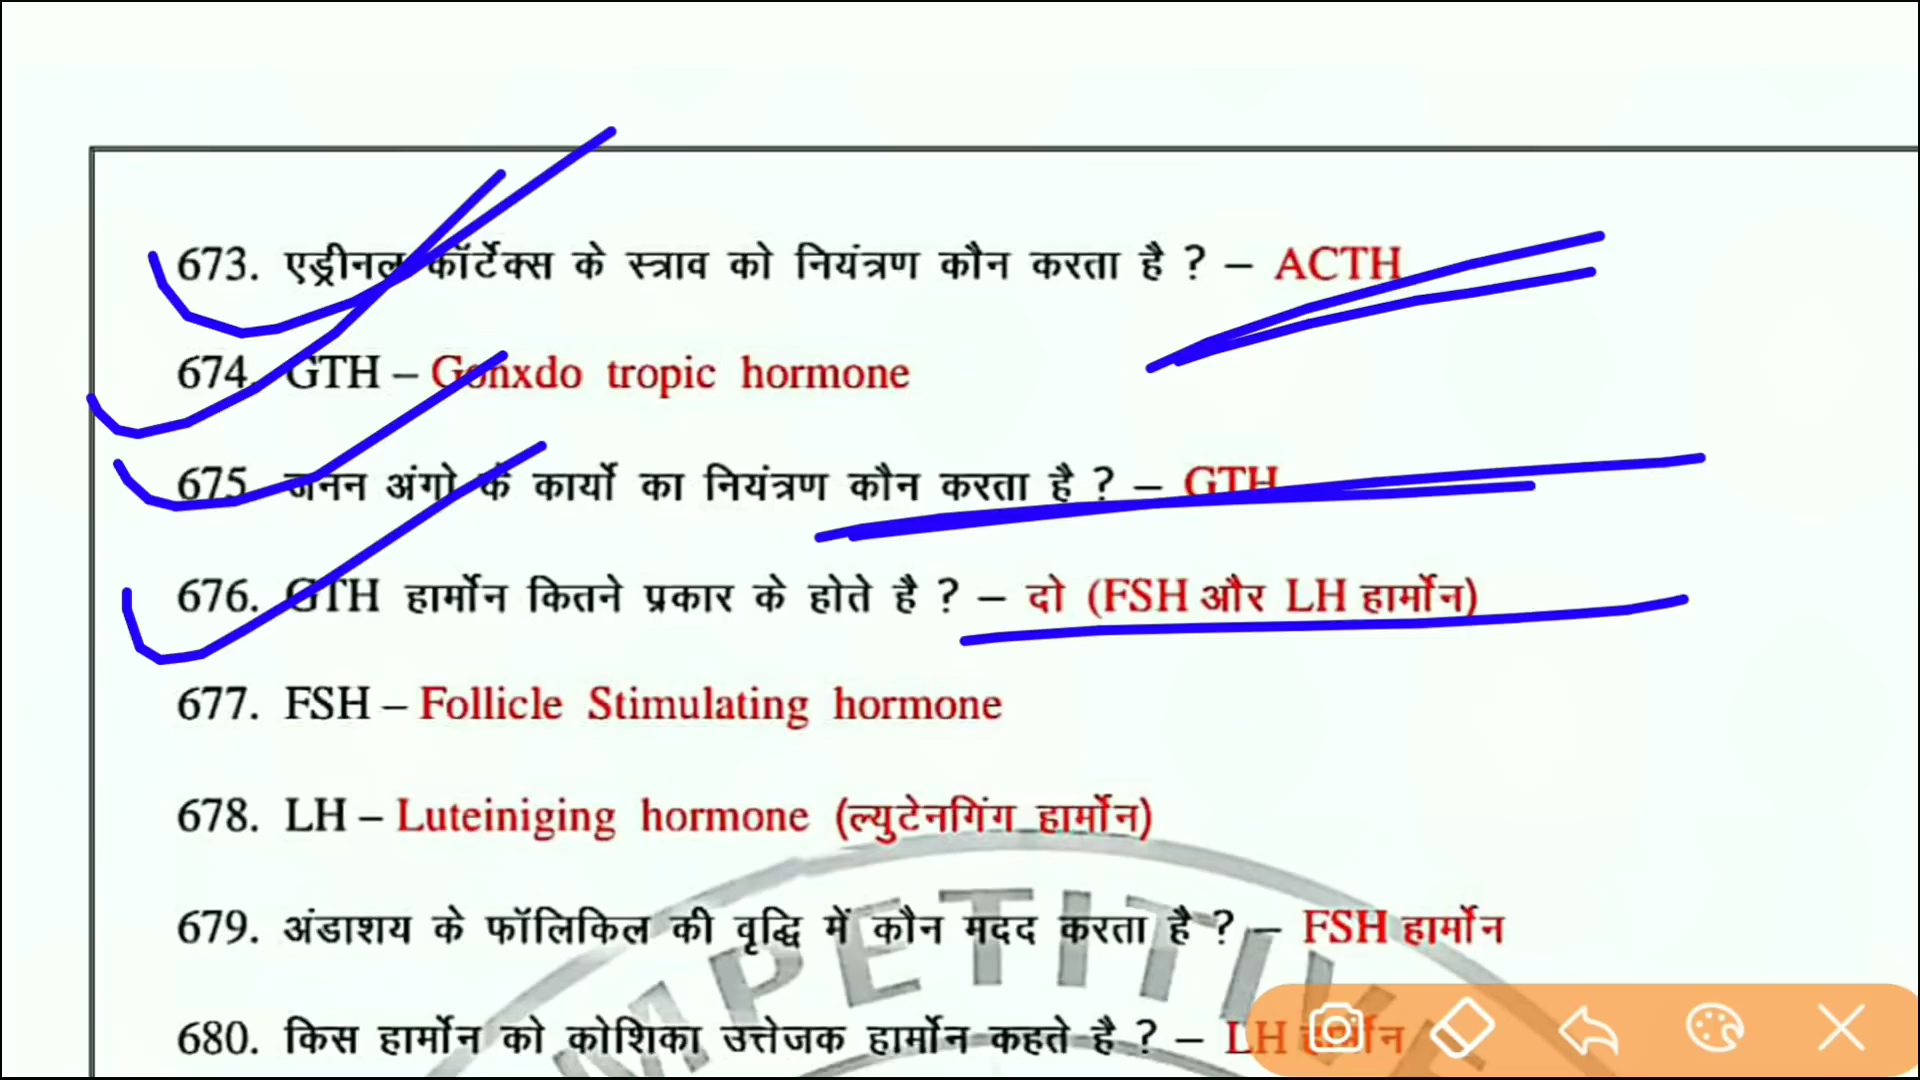 673. एड्रीनल कॉर्टेक्स के स्त्राव को नियंत्रण कौन करता है ? – ACTH
674. GTH – Gonxdo tropic hormone
675. जनन अंगो के कार्यो का नियंत्रण कौन करता है ? – GTH
676. GTH हार्मोन कितने प्रकार के होते है ? – दो (FSH और LH हार्मोन)
677. FSH – Follicle Stimulating hormone
678. LH – Luteiniging hormone (ल्युटेनगिंग हार्मोन)
679. अंडाशय के फॉलिकिल की वृद्धि में कौन मदद करता है ? – FSH हार्मोन
680. किस हार्मोन को कोशिका उत्तेजक हार्मोन कहते है ? – LH हार्मोन
MPETITIVE